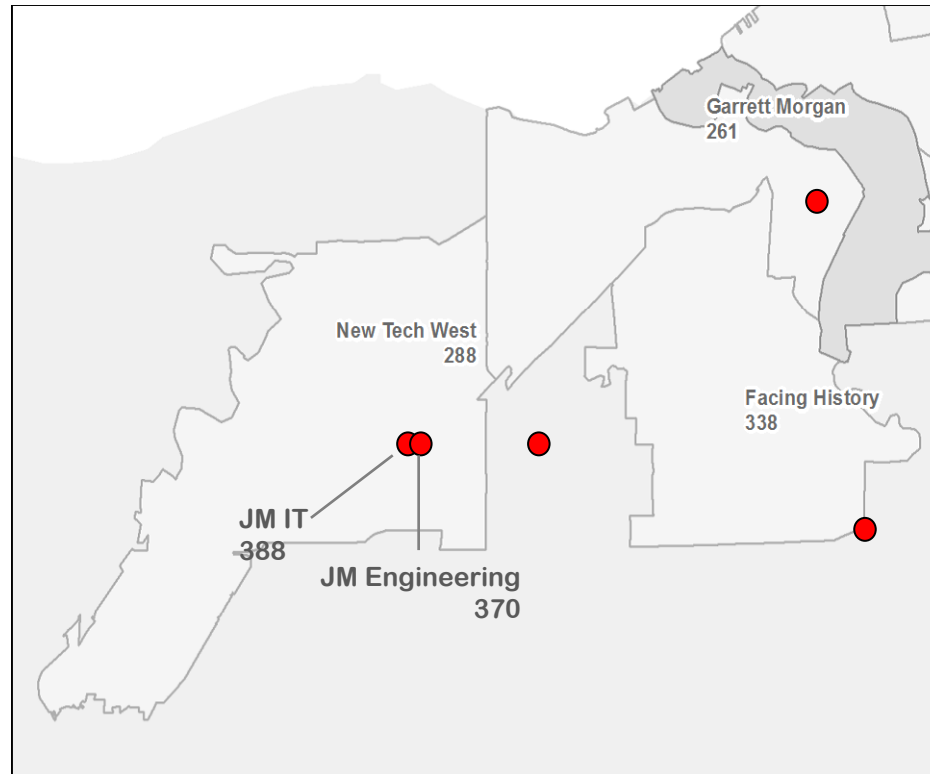 Garrett Morgan
261
New Tech West
288
Facing History
338
JM IT
388
JM Engineering
370